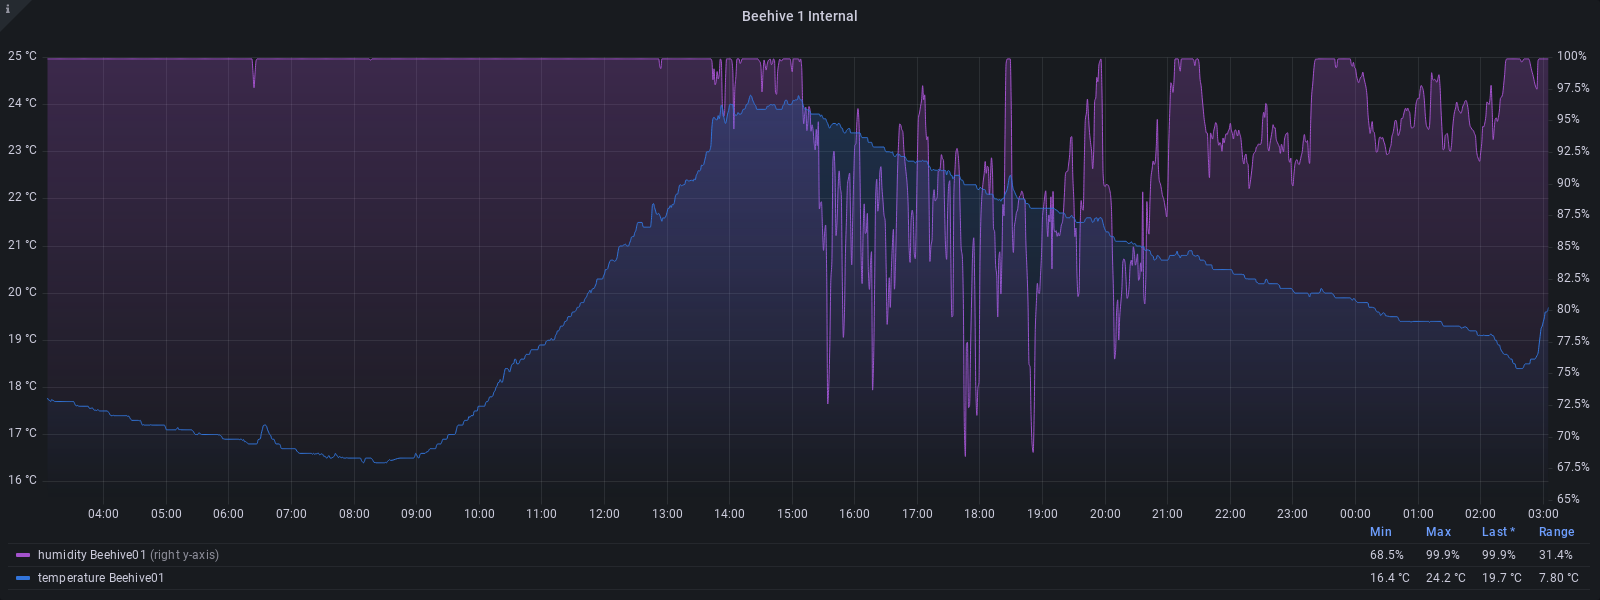 i
Beehive 1 Internal
25 °C 100%
24 °C 97.5%
95%
23 °C 92.5%
22 °C 90%
87.5%
21 °C 85%
20 °C 82.5%
80%
19 °C 77.5%
18 °C 75%
72.5%
17 °C 70%
16 °C 67.5%
65%
04:00 05:00 06:00 07:00 08:00 09:00 10:00 11:00 12:00 13:00 14:00 15:00 16:00 17:00 18:00 19:00 20:00 21:00 22:00 23:00 00:00 01:00 02:00 03:00
Min Max Last * Range
humidity Beehive01 (right y-axis) 68.5% 99.9% 99.9% 31.4%
temperature Beehive01 16.4 °C 24.2 °C 19.7 °C 7.80 °C